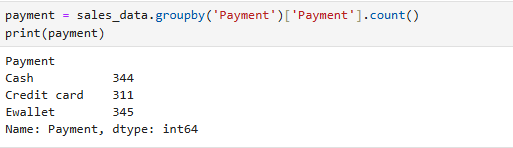 payment = sales_data.groupby('Payment')['Payment'].count()
print(payment)
Payment
Cash           344
Credit card    311
Ewallet        345
Name: Payment, dtype: int64